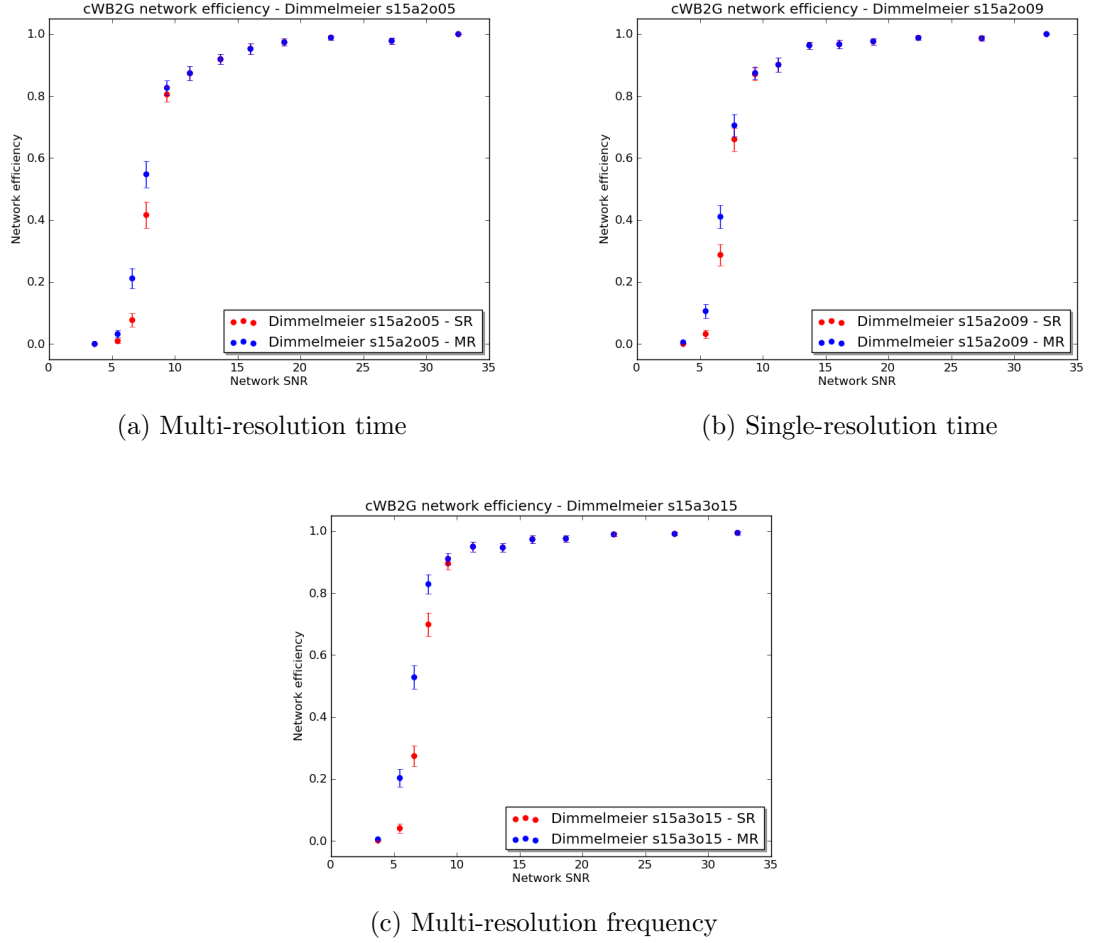 cWB2G network efficiency - Dimmelmeier s15a2o05
1.0
0.8
0.6
0.4
0.2
0.0
Network efficiency
Dimmelmeier s15a2o05 - SR
Dimmelmeier s15a2o05 - MR
0 5 10 15 20 25 30 35
Network SNR
(a) Multi-resolution time
cWB2G network efficiency - Dimmelmeier s15a2o09
1.0
0.8
0.6
0.4
0.2
0.0
Network efficiency
Dimmelmeier s15a2o09 - SR
Dimmelmeier s15a2o09 - MR
0 5 10 15 20 25 30 35
Network SNR
(b) Single-resolution time
cWB2G network efficiency - Dimmelmeier s15a3o15
1.0
0.8
0.6
0.4
0.2
0.0
Network efficiency
Dimmelmeier s15a3o15 - SR
Dimmelmeier s15a3o15 - MR
0 5 10 15 20 25 30 35
Network SNR
(c) Multi-resolution frequency